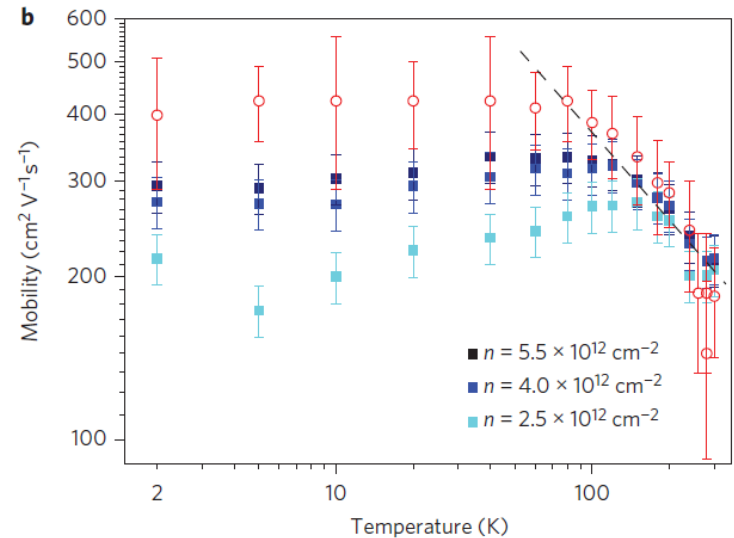 b
600
500
400
300
200
100
Mobility (cm² V⁻¹s⁻¹)
n = 5.5 × 10¹² cm⁻²
n = 4.0 × 10¹² cm⁻²
n = 2.5 × 10¹² cm⁻²
2
10
100
Temperature (K)